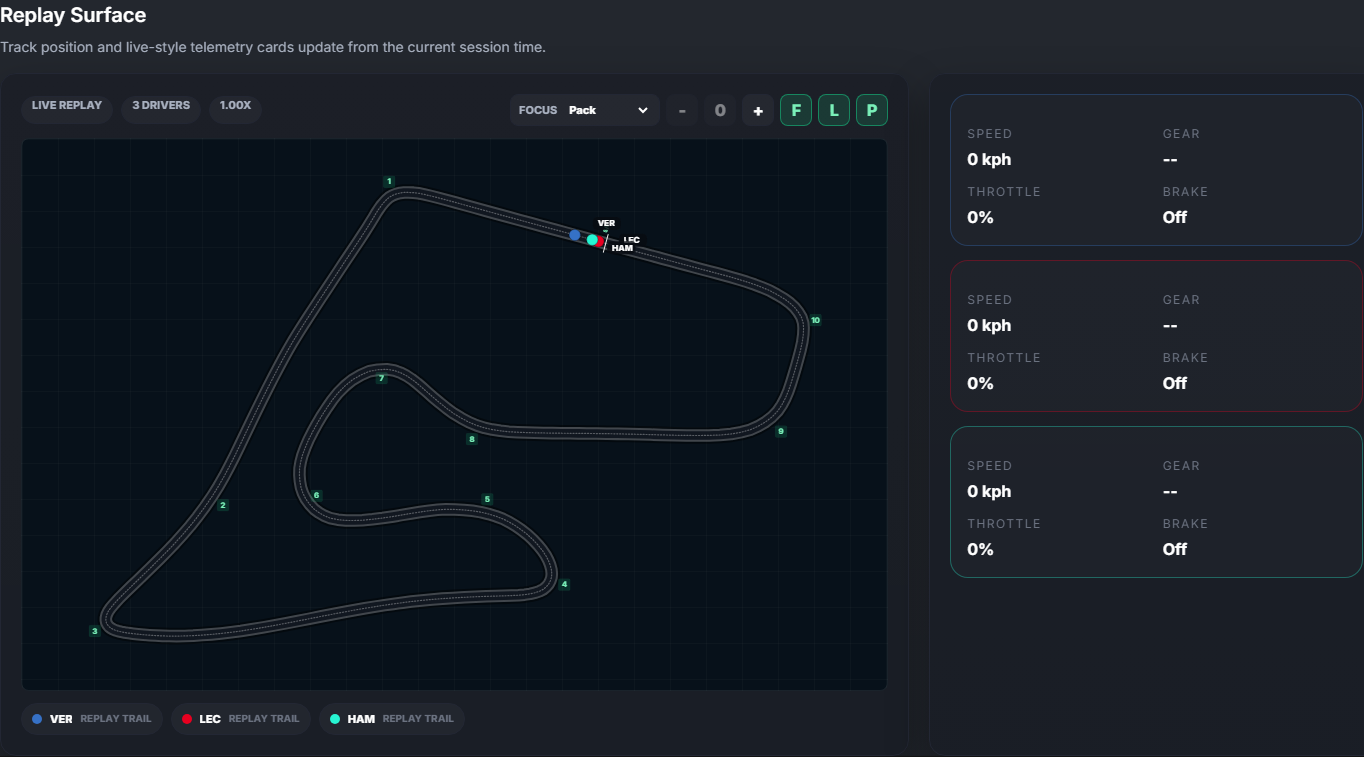 Replay Surface
Track position and live-style telemetry cards update from the current session time.
LIVE REPLAY 3 DRIVERS 1.00X
FOCUS Pack - 0 + F L P
1
VER
LEC
HAM
10
7
9
8
6
5
2
4
3
VER REPLAY TRAIL LEC REPLAY TRAIL HAM REPLAY TRAIL
SPEED GEAR
0 kph --
THROTTLE BRAKE
0% Off
SPEED GEAR
0 kph --
THROTTLE BRAKE
0% Off
SPEED GEAR
0 kph --
THROTTLE BRAKE
0% Off